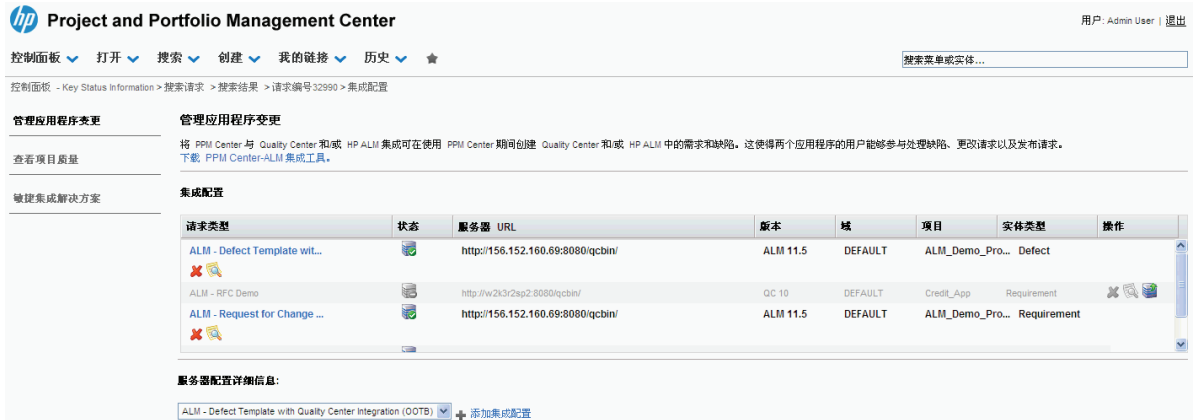 hp Project and Portfolio Management Center
用户: Admin User | 退出
控制面板 打开 搜索 创建 我的链接 历史
搜索菜单或实体...
控制面板 - Key Status Information > 搜索请求 > 搜索结果 > 请求编号32990 > 集成配置
管理应用程序变更
查看项目质量
敏捷集成解决方案
管理应用程序变更
将 PPM Center 与 Quality Center 和/或 HP ALM 集成可在使用 PPM Center 期间创建 Quality Center 和/或 HP ALM 中的需求和缺陷。这使得两个应用程序的用户能够参与处理缺陷、更改请求以及发布请求。
下载 PPM Center-ALM 集成工具。
集成配置
请求类型 状态 服务器 URL 版本 域 项目 实体类型 操作
ALM - Defect Template wit... http://156.152.160.69:8080/qcbin/ ALM 11.5 DEFAULT ALM_Demo_Pro... Defect
ALM - RFC Demo http://w2k3r2sp2:8080/qcbin/ QC 10 DEFAULT Credit_App Requirement
ALM - Request for Change ... http://156.152.160.69:8080/qcbin/ ALM 11.5 DEFAULT ALM_Demo_Pro... Requirement
服务器配置详细信息:
ALM - Defect Template with Quality Center Integration (OOTB) 添加集成配置